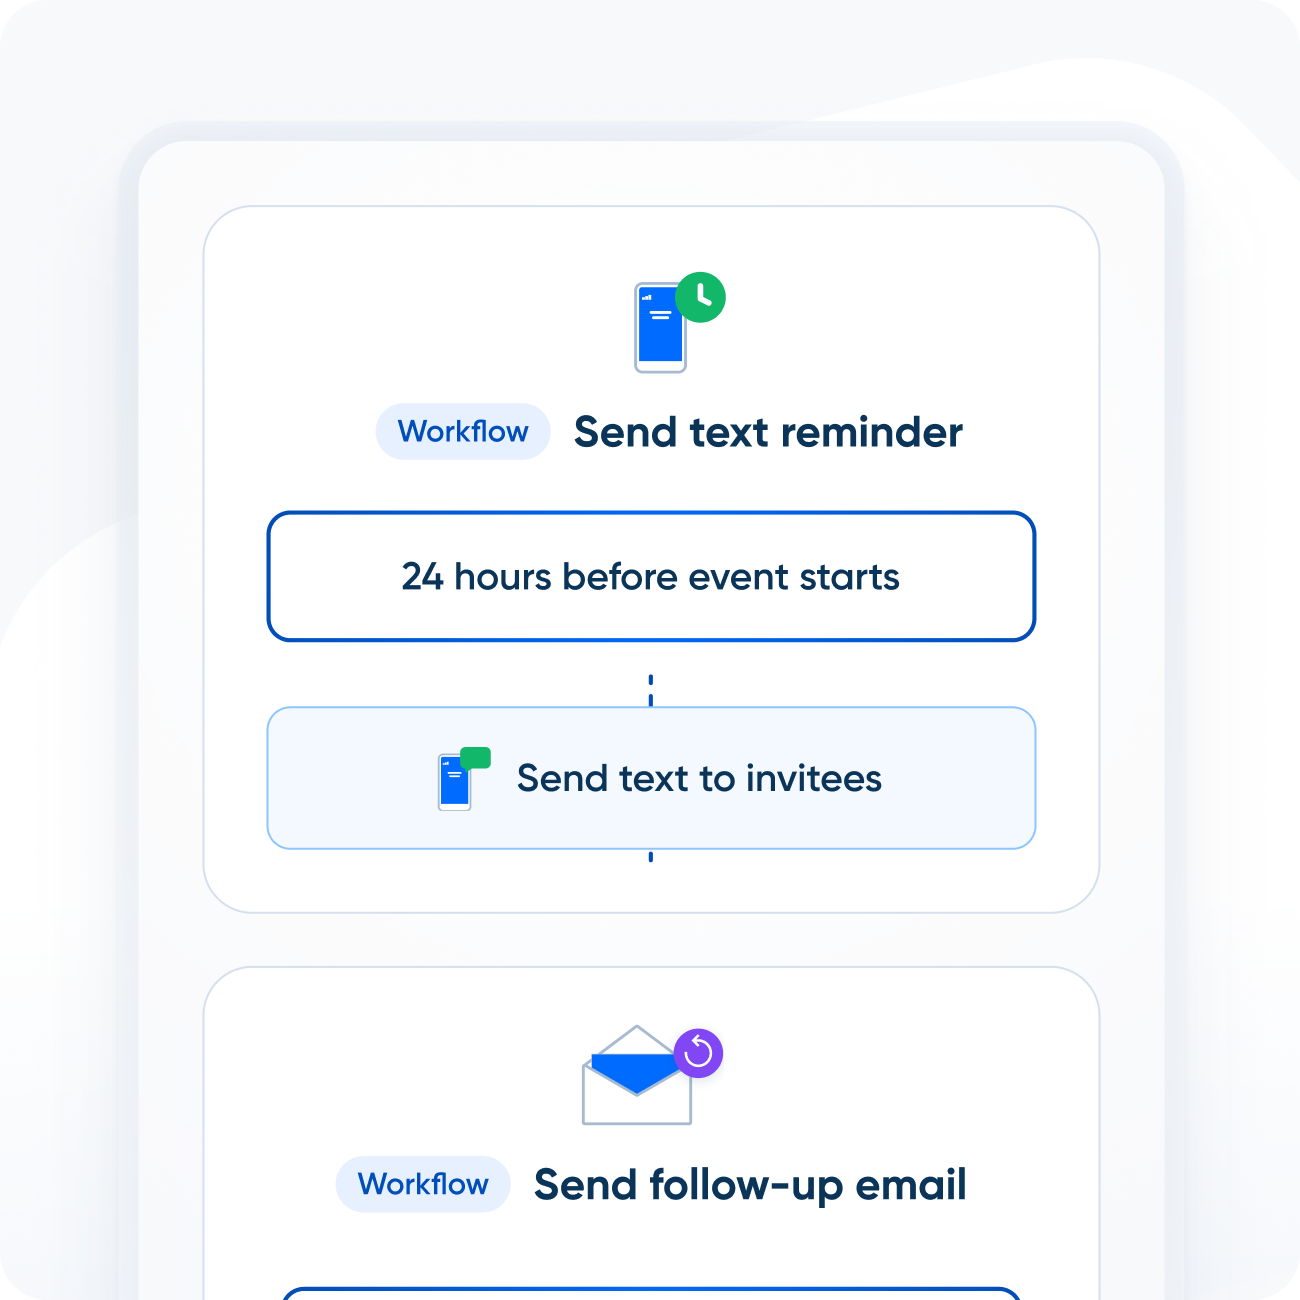 Workflow Send text reminder
24 hours before event starts
Send text to invitees
Workflow Send follow-up email